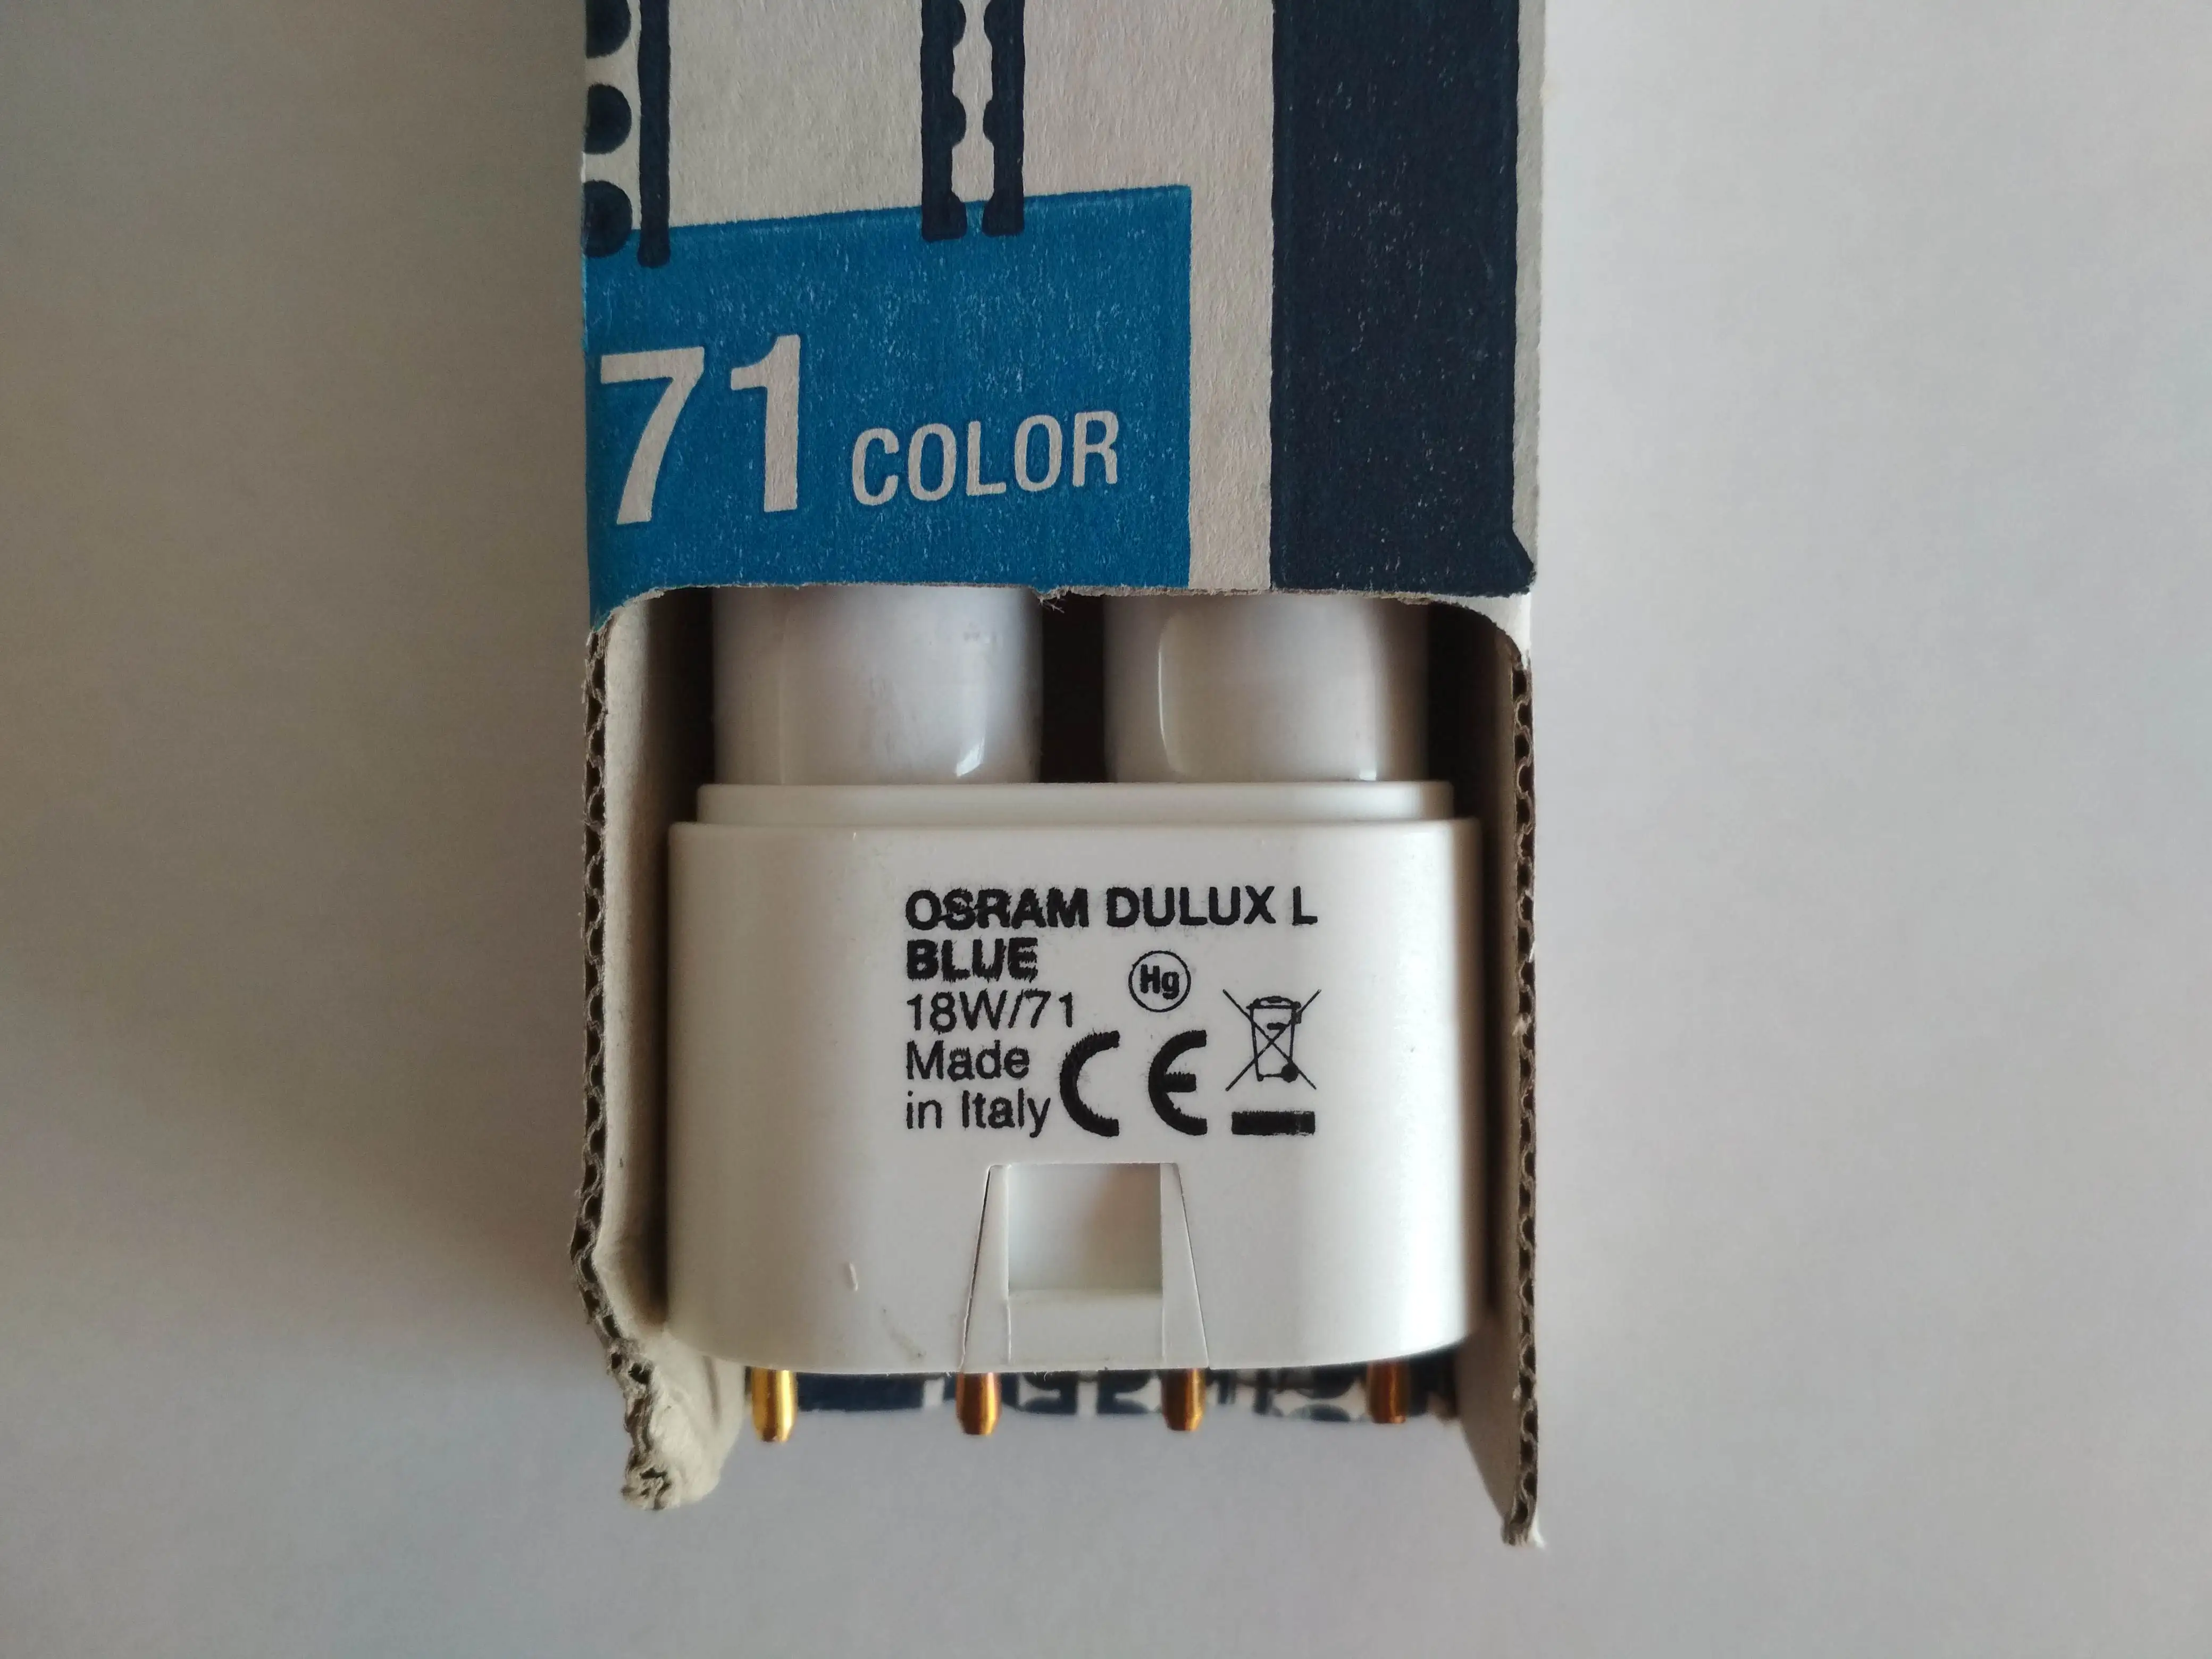 71 COLOR
OSRAM DULUX L
BLUE
Hg
18W/71
Made
in Italy CE